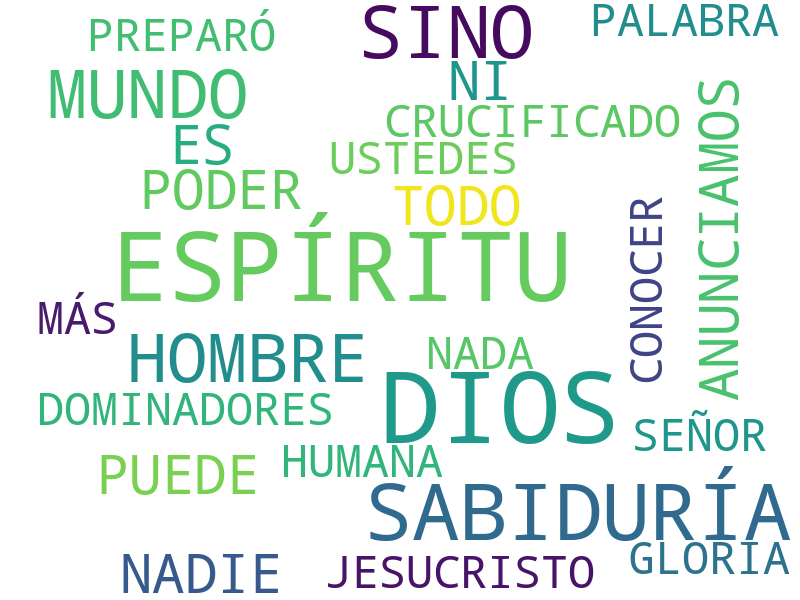 PREPARÓ
SINO
PALABRA
MUNDO
NI
CRUCIFICADO
ANUNCIAMOS
ES
USTEDES
PODER
TODO
CONOCER
ESPÍRITU
MÁS
HOMBRE
NADA
DIOS
DOMINADORES
SEÑOR
PUEDE
HUMANA
SABIDURÍA
NADIE
JESUCRISTO
GLORIA